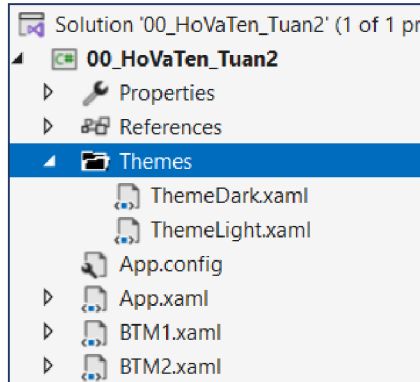 Solution '00_HoVaTen_Tuan2' (1 of 1 pr
C# 00_HoVaTen_Tuan2
Properties
References
Themes
ThemeDark.xaml
ThemeLight.xaml
App.config
App.xaml
BTM1.xaml
BTM2.xaml